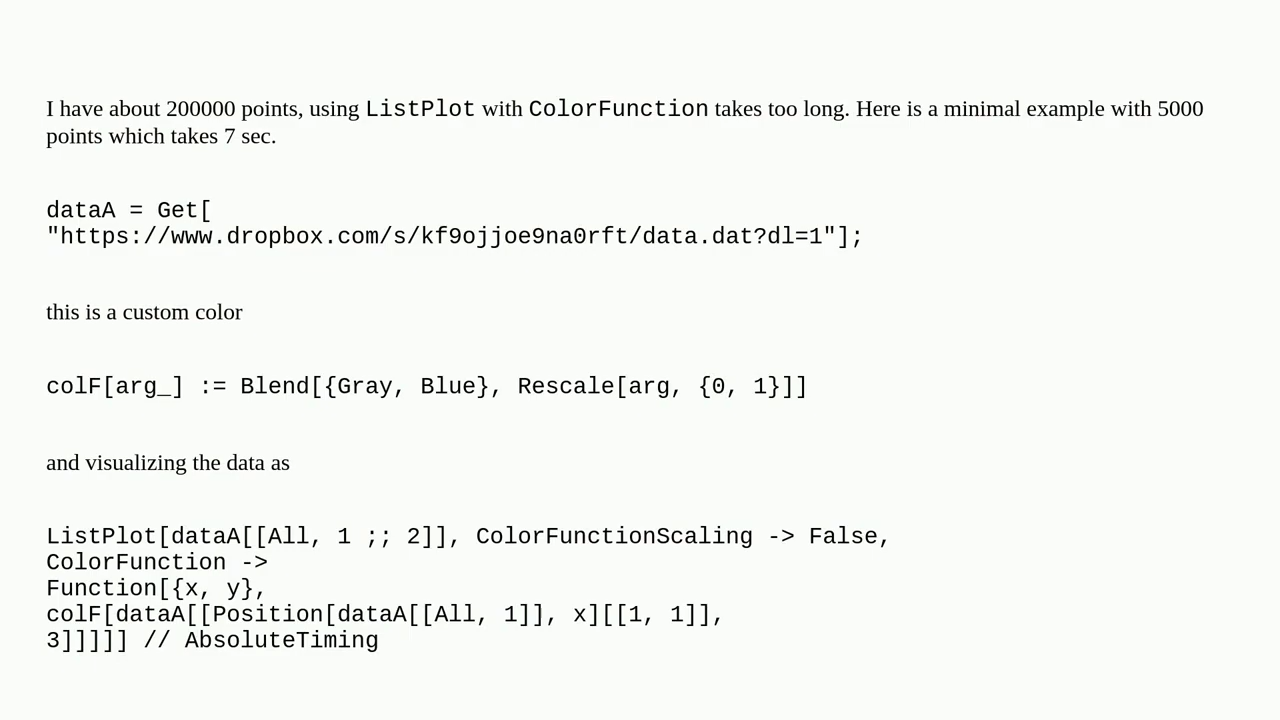 I have about 200000 points, using ListPlot with ColorFunction takes too long. Here is a minimal example with 5000
points which takes 7 sec.
dataA = Get[
"https://www.dropbox.com/s/kf9ojjoe9na0rft/data.dat?dl=1"];
this is a custom color
colF[arg_] := Blend[{Gray, Blue}, Rescale[arg, {0, 1}]]
and visualizing the data as
ListPlot[dataA[[All, 1 ;; 2]], ColorFunctionScaling -> False,
ColorFunction ->
Function[{x, y},
colF[dataA[[Position[dataA[[All, 1]], x][[1, 1]],
3]]]]] // AbsoluteTiming